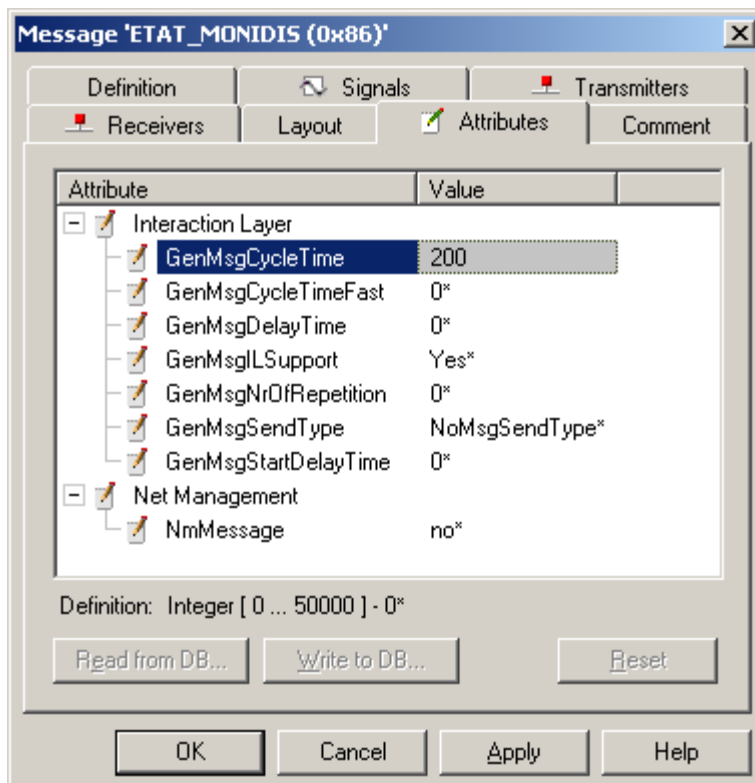 Message 'ETAT_MONIDIS (0x86)'
Definition Signals Transmitters
Receivers Layout Attributes Comment
Attribute Value
Interaction Layer
GenMsgCycleTime 200
GenMsgCycleTimeFast 0*
GenMsgDelayTime 0*
GenMsgILSupport Yes*
GenMsgNrOfRepetition 0*
GenMsgSendType NoMsgSendType*
GenMsgStartDelayTime 0*
Net Management
NmMessage no*
Definition: Integer [ 0 ... 50000 ] - 0*
Read from DB... Write to DB... Reset
OK Cancel Apply Help